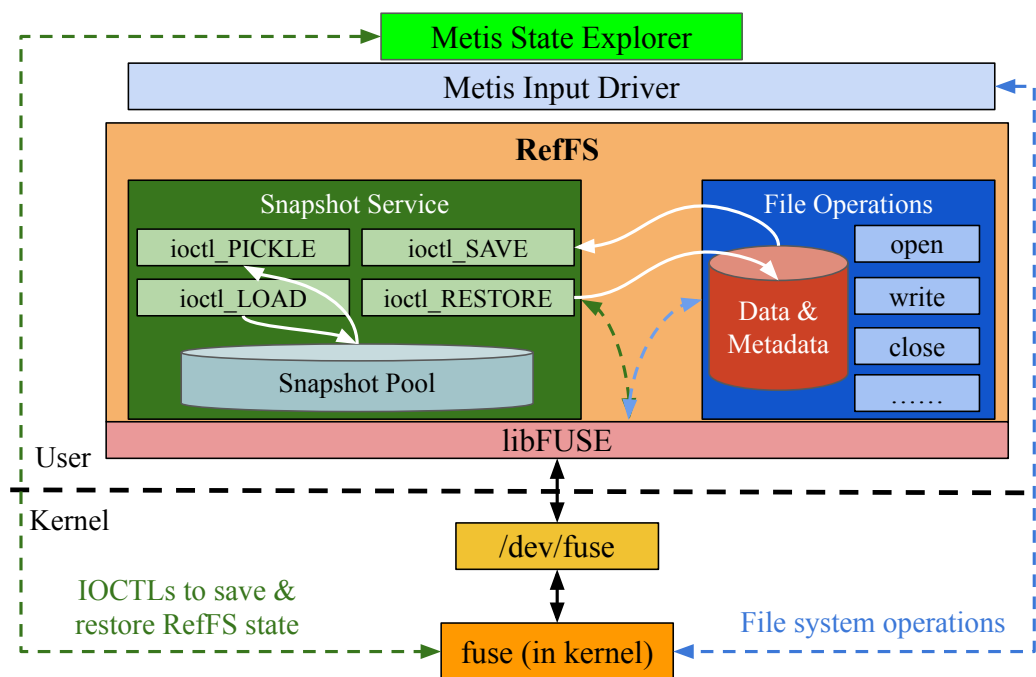 Metis State Explorer
Metis Input Driver
RefFS
Snapshot Service
ioctl_PICKLE
ioctl_SAVE
ioctl_LOAD
ioctl_RESTORE
Snapshot Pool
File Operations
Data &
Metadata
open
write
close
......
libFUSE
User
Kernel
/dev/fuse
IOCTLs to save &
restore RefFS state
fuse (in kernel)
File system operations